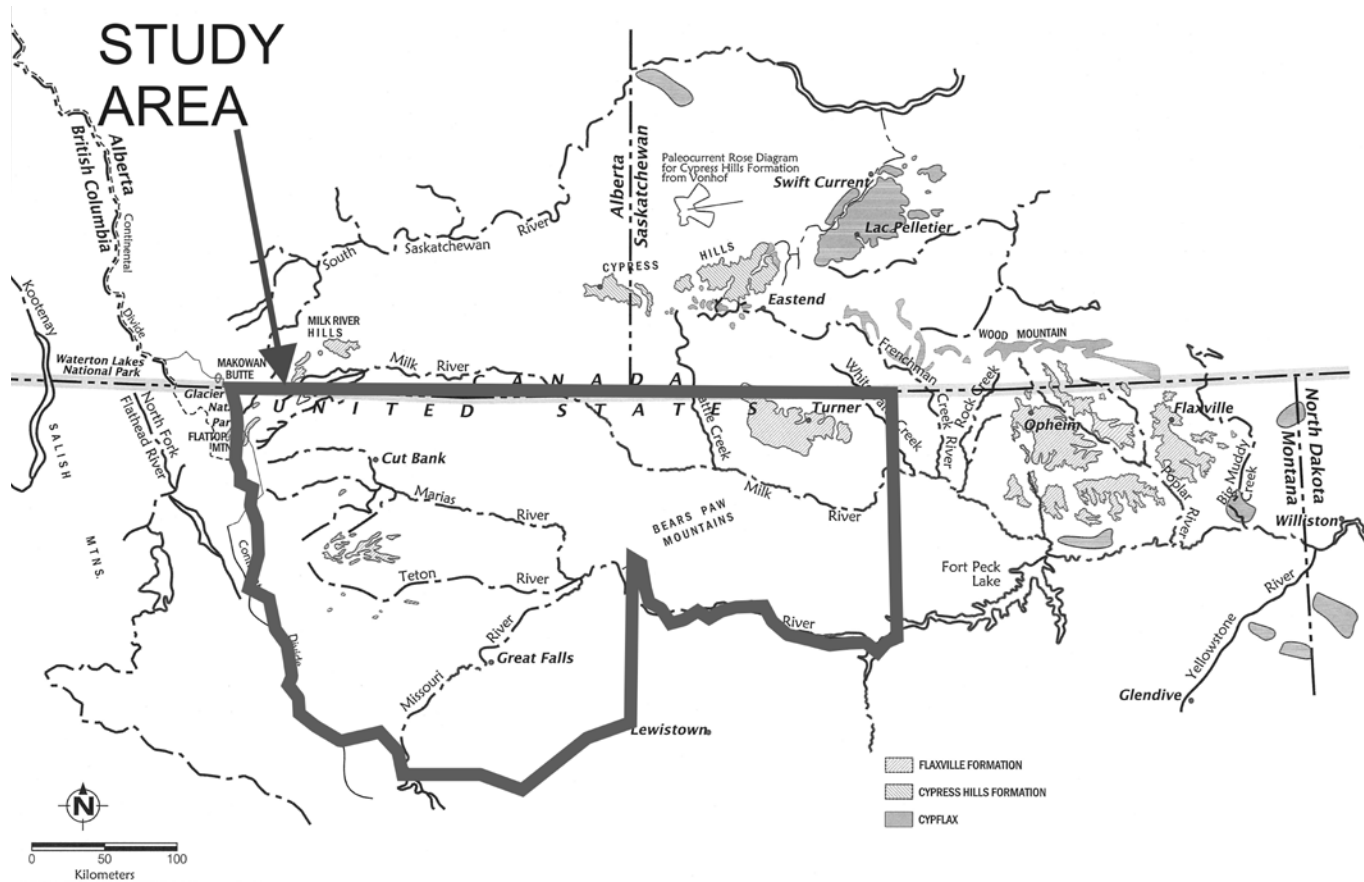 STUDY
AREA
British Columbia
Alberta
Continental
Divide
Kootenay
SALISH
MTNS.
Waterton Lakes
National Park
North Fork
Flathead River
MAKOWAN
BUTTE
Glacier
Nat.
Par
FLATTOP
MTN
MILK RIVER
HILLS
South
Saskatchewan
River
Alberta
Saskatchewan
Paleocurrent Rose Diagram
for Cypress Hills Formation
from Vonhof
Swift Current
Lac Pelletier
CYPRESS
HILLS
Eastend
WOOD MOUNTAIN
Milk
River
CANADA
UNITED STATES
Frenchman
Creek
River
Rock Creek
Creek
Turner
Opheim
Flaxville
Poplar
River
Big Muddy
Creek
North Dakota
Montana
Williston
Cut Bank
Marias
River
BEARS PAW
MOUNTAINS
Milk
River
Teton
River
Fort Peck
Lake
River
Great Falls
River
Missouri
Divide
Lewistown
Yellowstone
River
Glendive
FLAXVILLE FORMATION
CYPRESS HILLS FORMATION
CYPFLAX
N
0 50 100
Kilometers